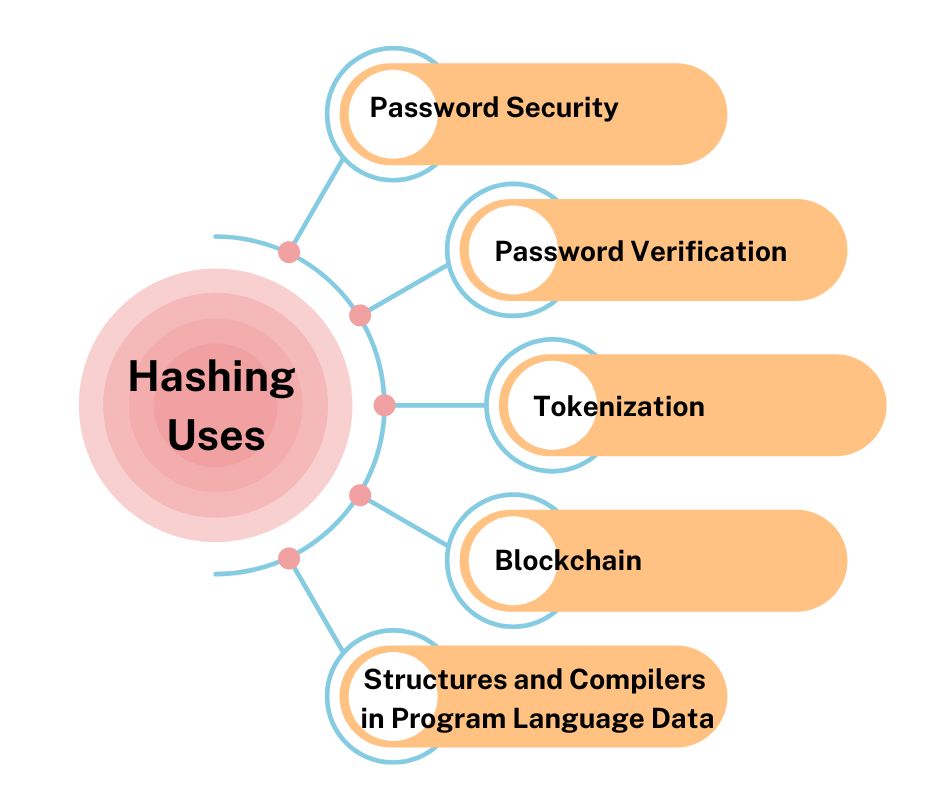 Hashing
Uses
Password Security
Password Verification
Tokenization
Blockchain
Structures and Compilers
in Program Language Data